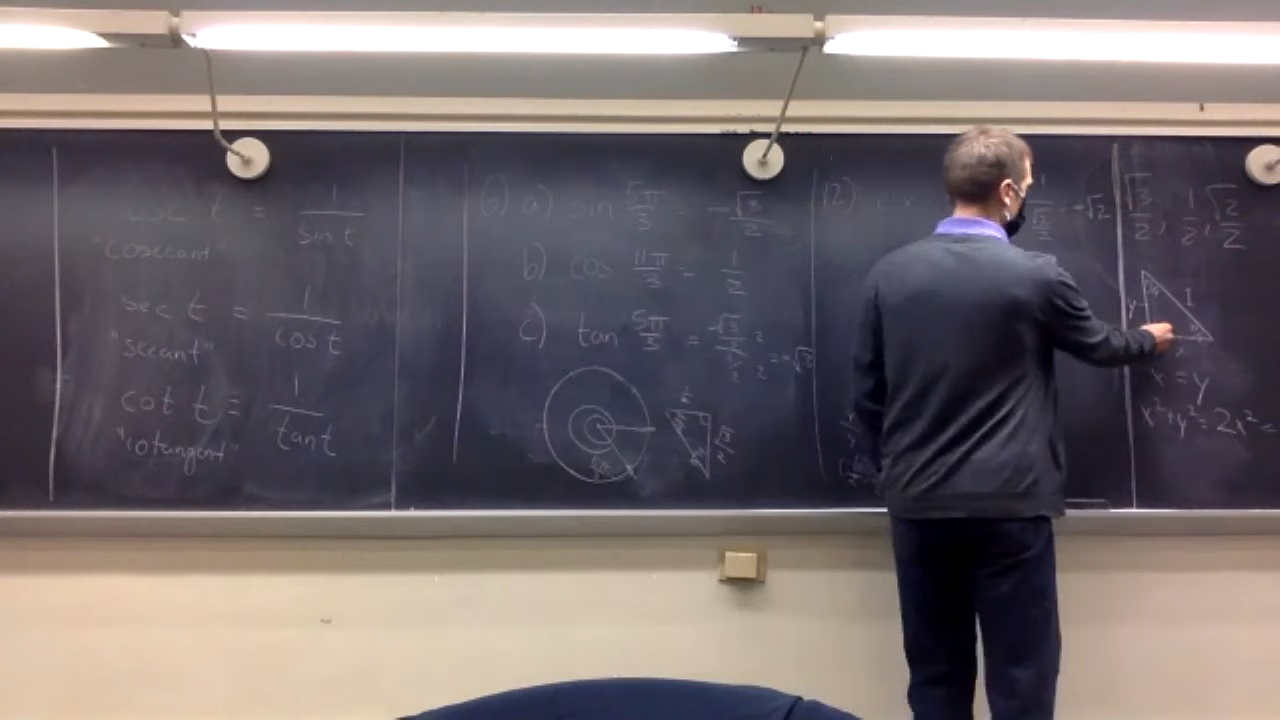 csc t = 1/sin t
"cosecant"
sec t = 1/cos t
"secant"
cot t = 1/tan t
"cotangent"
6) a) sin 5π/3 = -√3/2
b) cos 11π/3 = 1/2
c) tan 5π/3 = = -√3
12)
= -√2
√3/2, 1/2, √2/2
y
1
x
x = y
x² + y² = 2x² =